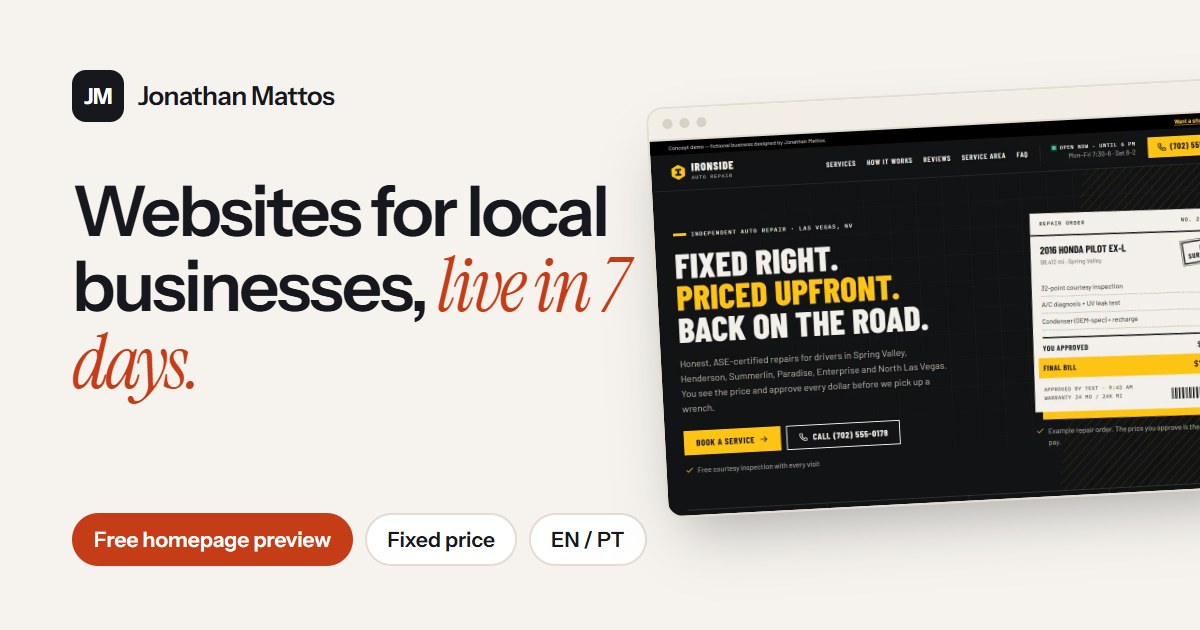 JM
Jonathan Mattos
Websites for local
businesses, live in 7
days.
Free homepage preview
Fixed price
EN / PT
Concept demo — fictional business designed by Jonathan Mattos
IRONSIDE
AUTO REPAIR
SERVICES
HOW IT WORKS
REVIEWS
SERVICE AREA
FAQ
OPEN NOW · UNTIL 6 PM
Mon–Fri 7:30–6 · Sat 8–2
(702) 55
INDEPENDENT AUTO REPAIR · LAS VEGAS, NV
FIXED RIGHT.
PRICED UPFRONT.
BACK ON THE ROAD.
Honest, ASE-certified repairs for drivers in Spring Valley,
Henderson, Summerlin, Paradise, Enterprise and North Las Vegas.
You see the price and approve every dollar before we pick up a
wrench.
BOOK A SERVICE →
CALL (702) 555-0178
Free courtesy inspection with every visit
REPAIR ORDER
NO. 2
2016 HONDA PILOT EX-L
98,412 mi · Spring Valley
32-point courtesy inspection
A/C diagnosis + UV leak test
Condenser (OEM-spec) + recharge
YOU APPROVED
FINAL BILL
APPROVED BY TEXT · 9:42 AM
WARRANTY 24 MO / 24K MI
Example repair order. The price you approve is the
pay.